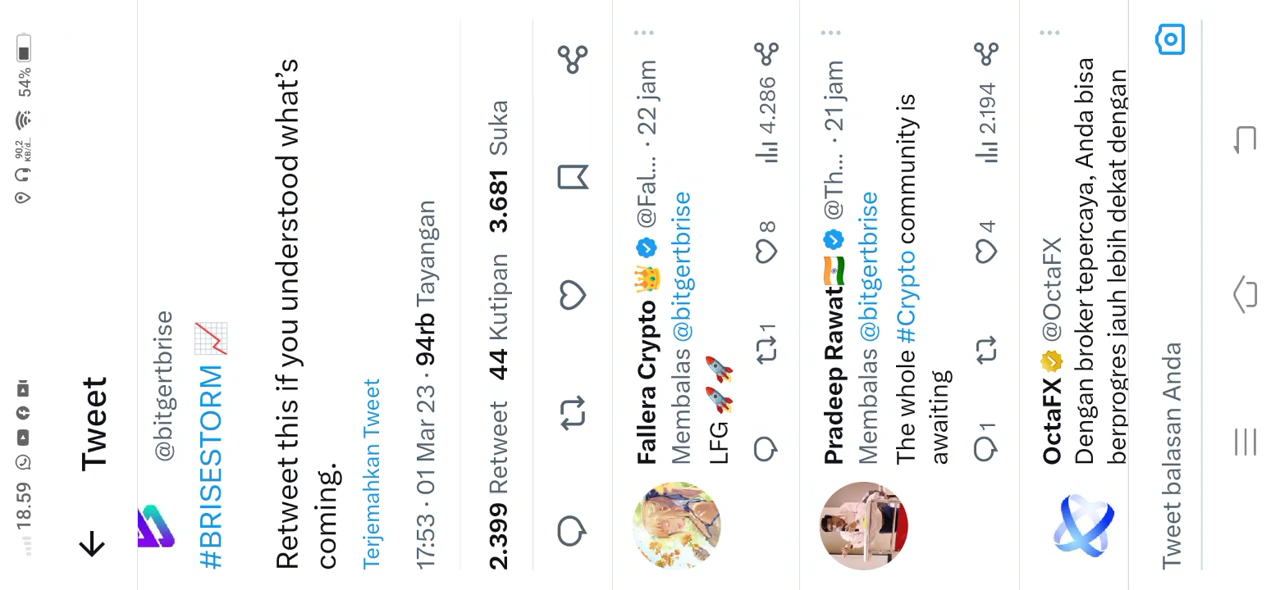 18.59
90,2
KB/d..
54%
Tweet
@bitgertbrise
#BRISESTORM 📈
Retweet this if you understood what's
coming.
Terjemahkan Tweet
17:53 · 01 Mar 23 · 94rb Tayangan
2.399 Retweet 44 Kutipan 3.681 Suka
Fallera Crypto 👑 @Fal... · 22 jam
Membalas @bitgertbrise
LFG 🚀🚀
1 8 4.286
Pradeep Rawat🇮🇳 @Th... · 21 jam
Membalas @bitgertbrise
The whole #Crypto community is
awaiting
1 4 2.194
OctaFX @OctaFX
Dengan broker tepercaya, Anda bisa
berprogres jauh lebih dekat dengan
Tweet balasan Anda